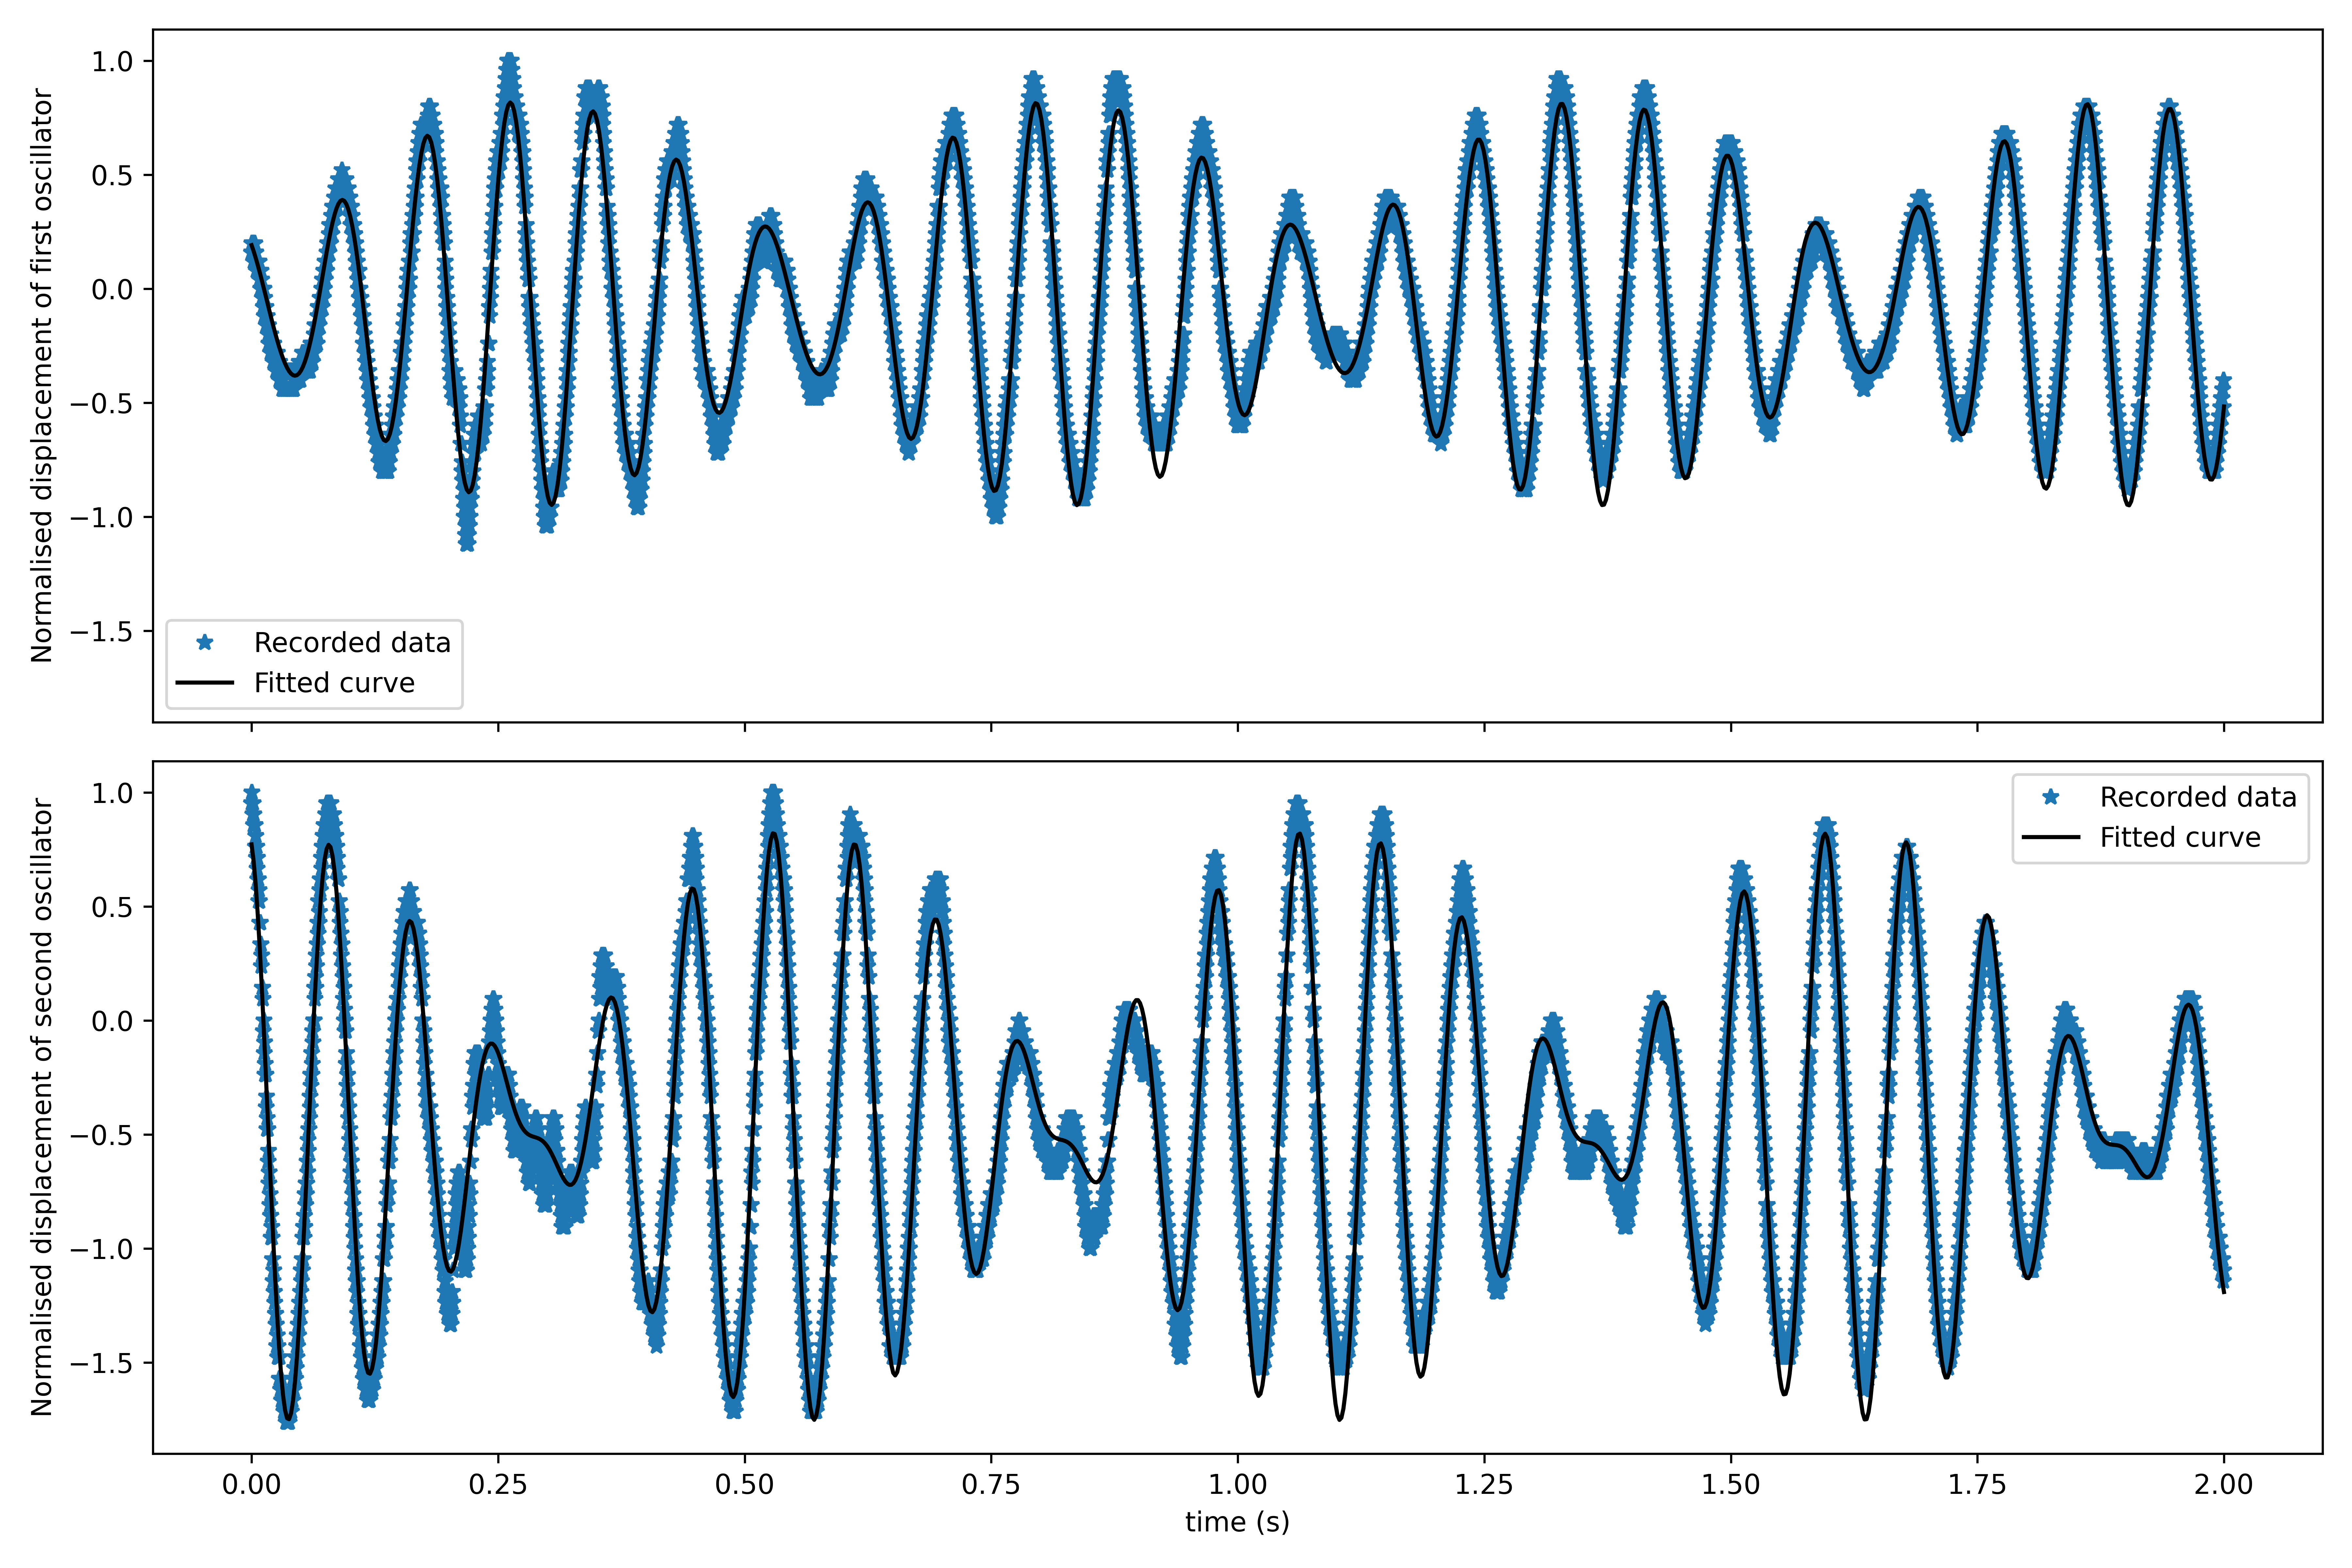 Normalised displacement of first oscillator
1.0
0.5
0.0
−0.5
−1.0
−1.5
Recorded data
Fitted curve
Normalised displacement of second oscillator
1.0
0.5
0.0
−0.5
−1.0
−1.5
Recorded data
Fitted curve
0.00 0.25 0.50 0.75 1.00 1.25 1.50 1.75 2.00
time (s)